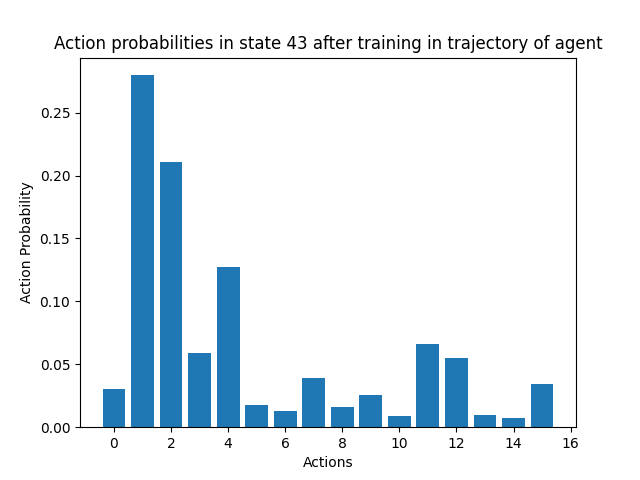 Action probabilities in state 43 after training in trajectory of agent
0.25
0.20
0.15
0.10
0.05
0.00
Action Probability
0 2 4 6 8 10 12 14 16
Actions